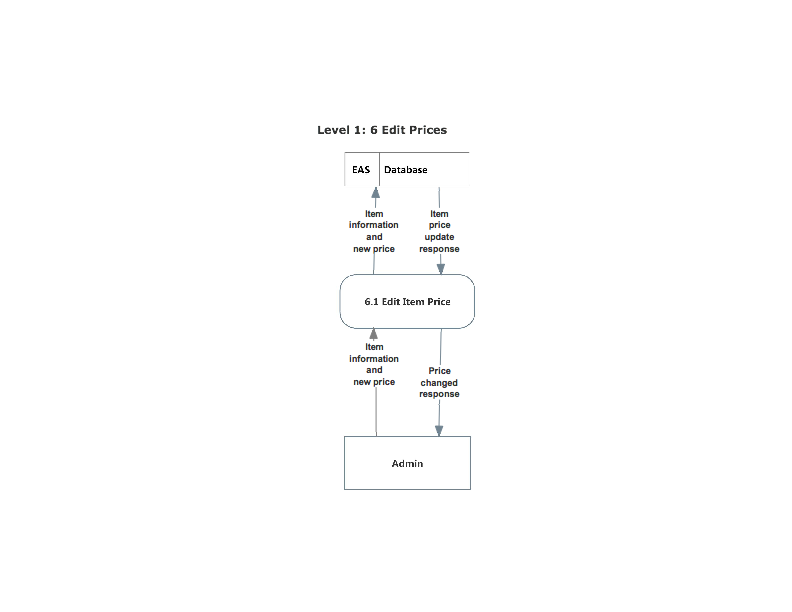 Level 1: 6 Edit Prices
EAS Database
Item
information
and
new price
Item
price
update
response
6.1 Edit Item Price
Item
information
and
new price
Price
changed
response
Admin